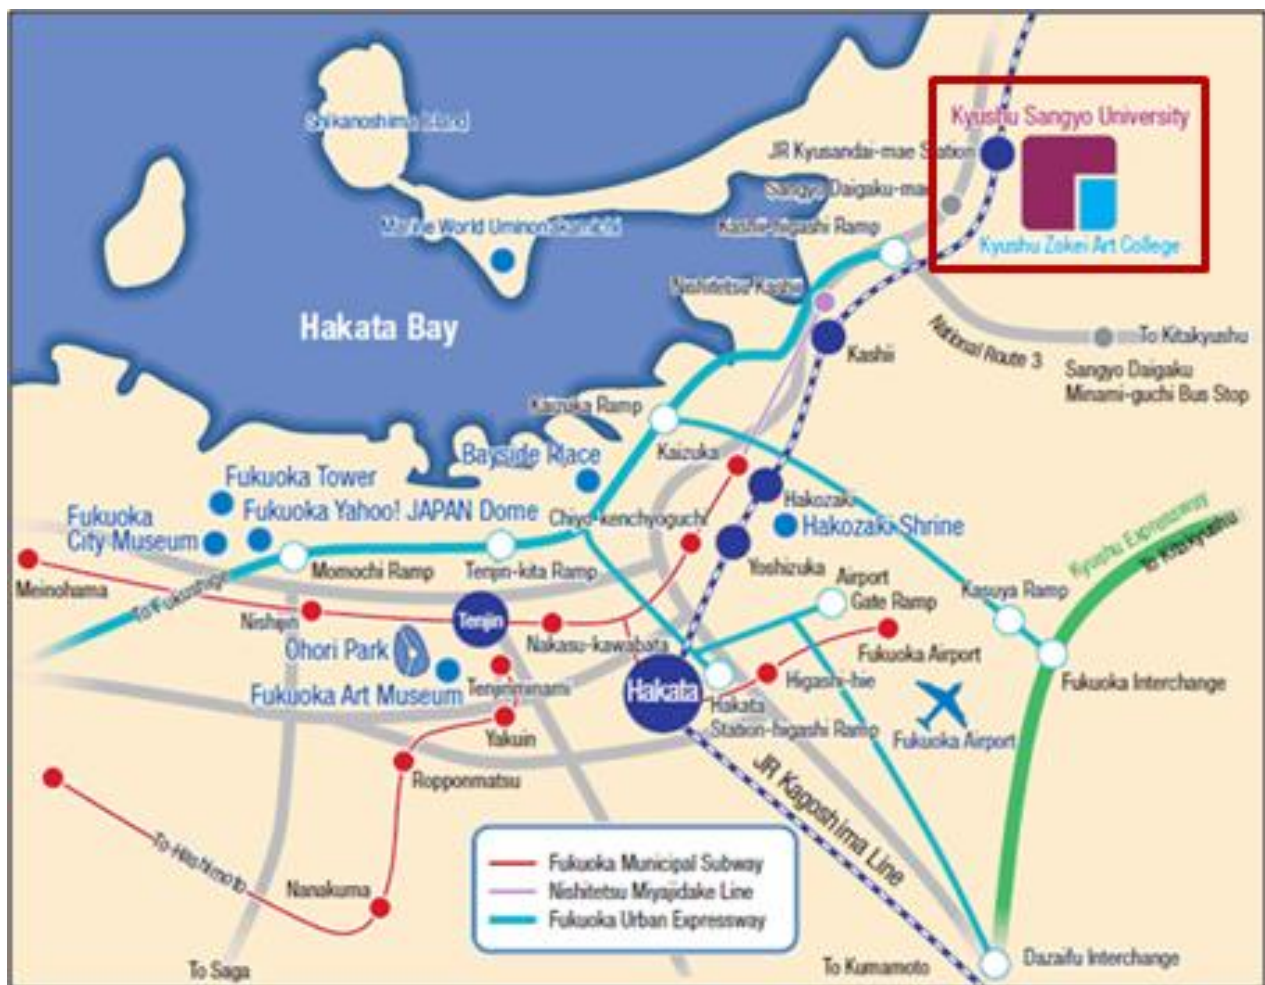 Shikanoshima Island
Kyushu Sangyo University
JR Kyusandai-mae Station
Sangyo Daigaku-mae
Kashii-higashi Ramp
Kyushu Zokei Art College
Marine World Uminonakamichi
Nishitetsu Kashii
Hakata Bay
National Route 3
To Kitakyushu
Kashii
Sangyo Daigaku
Minami-guchi Bus Stop
Kaizuka Ramp
Kaizuka
Bayside Place
Fukuoka Tower
Hakozaki
Fukuoka Yahoo! JAPAN Dome
Chiyo-kenchyoguchi
Hakozaki Shrine
Fukuoka
City Museum
Kyushu Expressway
To Kitakyushu
Momochi Ramp
Tenjin-kita Ramp
Yoshizuka
Airport
Gate Ramp
Kasuya Ramp
Meinohama
To Fukushige
Nishijin
Tenjin
Nakasu-kawabata
Ohori Park
Fukuoka Airport
Fukuoka Art Museum
Tenjinminami
Hakata
Higashi-hie
Fukuoka Interchange
Hakata
Station-higashi Ramp
Yakuin
Fukuoka Airport
Ropponmatsu
JR Kagoshima Line
To Hashimoto
Nanakuma
Fukuoka Municipal Subway
Nishitetsu Miyajidake Line
Fukuoka Urban Expressway
To Saga
To Kumamoto
Dazaifu Interchange